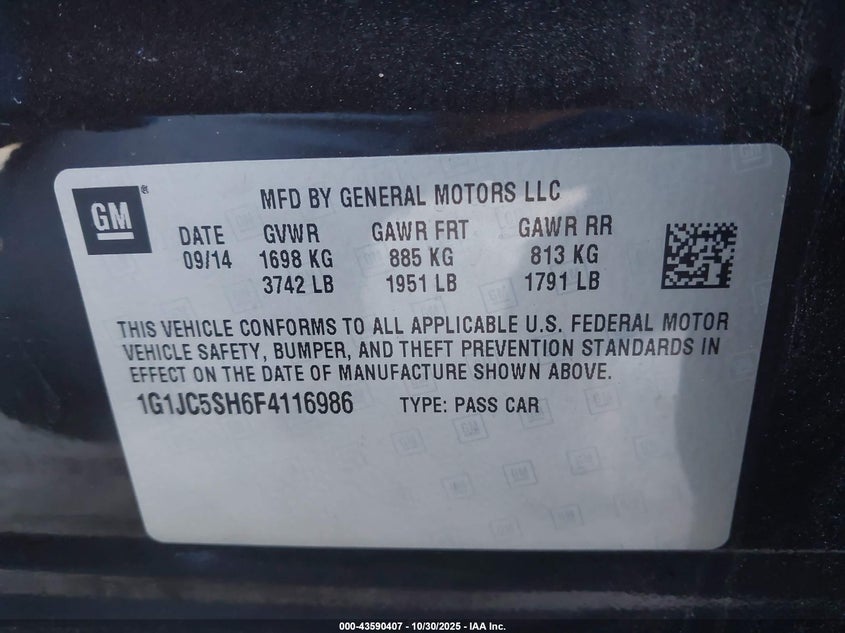 GM ®
MFD BY GENERAL MOTORS LLC
DATE GVWR GAWR FRT GAWR RR
09/14 1698 KG 885 KG 813 KG
3742 LB 1951 LB 1791 LB
THIS VEHICLE CONFORMS TO ALL APPLICABLE U.S. FEDERAL MOTOR
VEHICLE SAFETY, BUMPER, AND THEFT PREVENTION STANDARDS IN
EFFECT ON THE DATE OF MANUFACTURE SHOWN ABOVE.
1G1JC5SH6F4116986 TYPE: PASS CAR
000-43590407 - 10/30/2025 - IAA Inc.